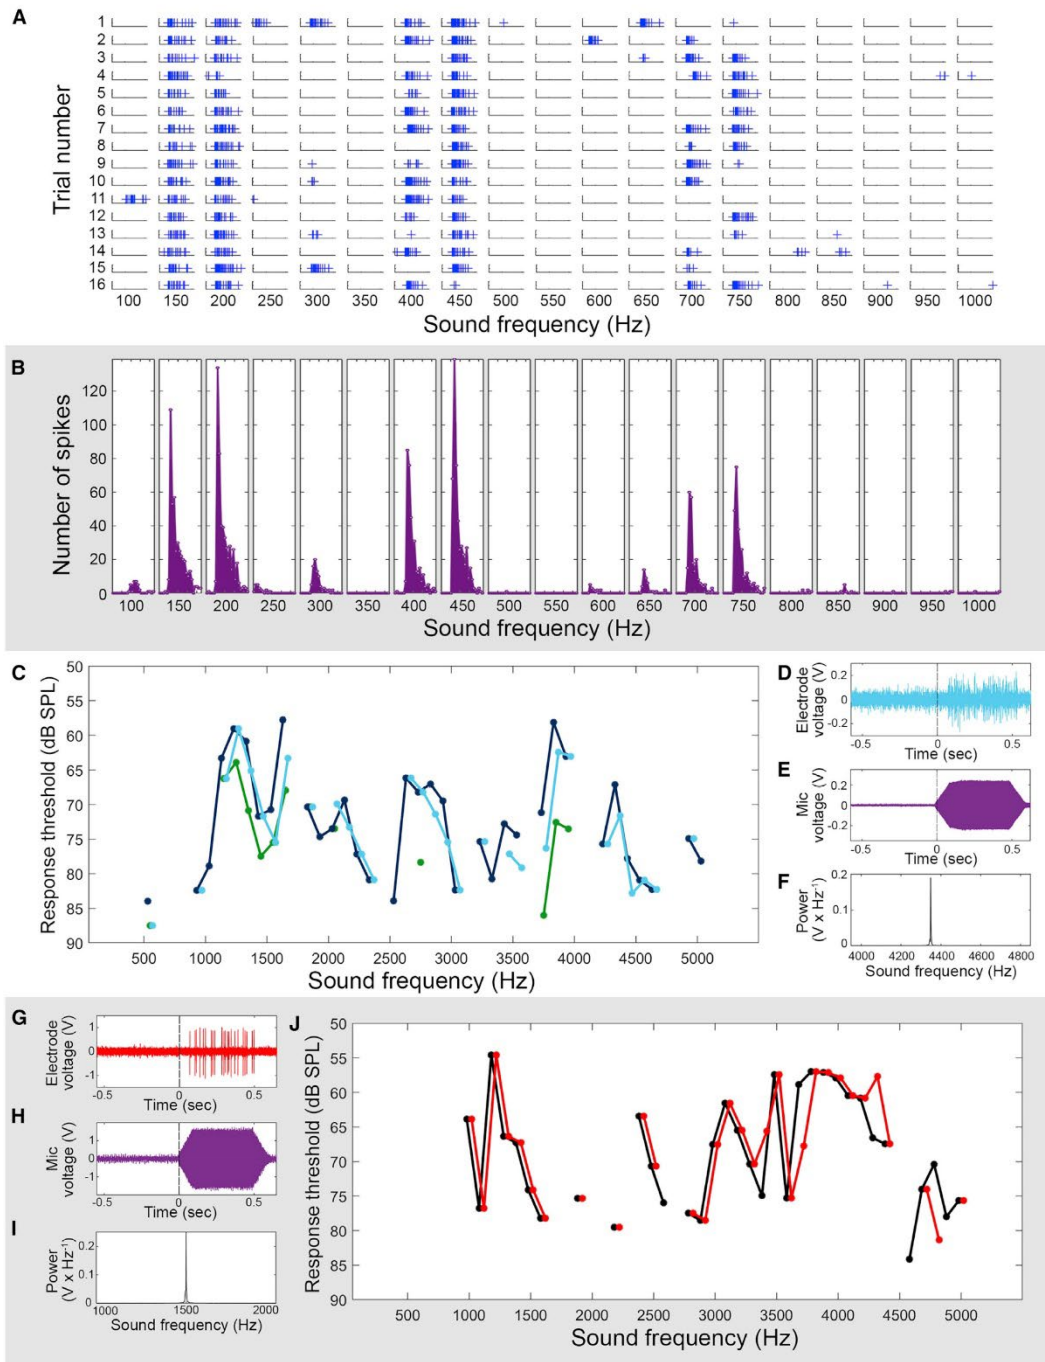 A
Trial number
1
2
3
4
5
6
7
8
9
10
11
12
13
14
15
16
100 150 200 250 300 350 400 450 500 600 650 700 750 800 850 900 950 1000
Sound frequency (Hz)
B
Number of spikes
120
100
80
60
40
20
0
100 150 200 250 300 350 400 450 500 600 650 700 750 800 850 900 950 1000
Sound frequency (Hz)
C
Response threshold (dB SPL)
50
55
60
65
70
75
80
85
90
500 1000 1500 2000 2500 3000 3500 4000 4500 5000
Sound frequency (Hz)
D
Electrode
voltage (V)
0.2
0
-0.2
-0.5 0 0.5
Time (sec)
E
Mic
voltage (V)
0.2
0
-0.2
-0.5 0 0.5
Time (sec)
F
Power
(V x Hz-1)
0.2
0.1
0
4000 4200 4400 4600 4800
Sound frequency (Hz)
G
Electrode
voltage (V)
1
0
-1
-0.5 0 0.5
Time (sec)
H
Mic
voltage (V)
1
0
-1
-0.5 0 0.5
Time (sec)
I
Power
(V x Hz-1)
0.2
0.1
0
1000 1500 2000
Sound frequency (Hz)
J
Response threshold (dB SPL)
50
55
60
65
70
75
80
85
90
500 1000 1500 2000 2500 3000 3500 4000 4500 5000
Sound frequency (Hz)